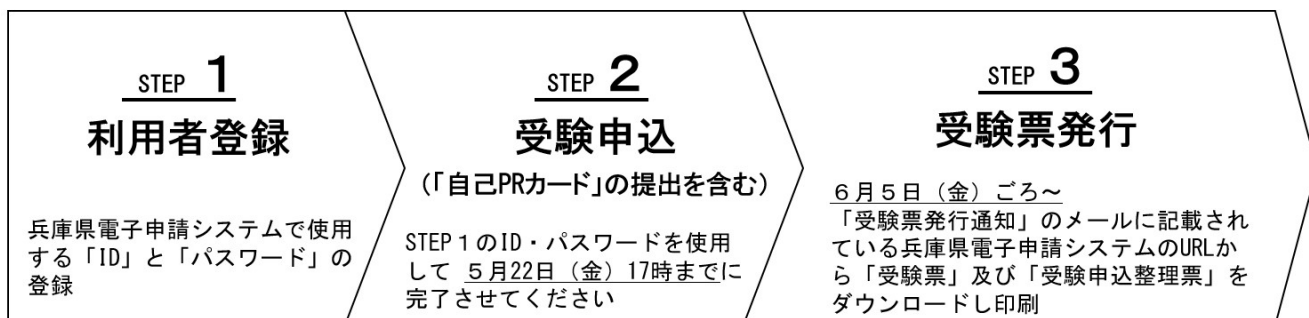 STEP 1
利用者登録
兵庫県電子申請システムで使用
する「ID」と「パスワード」の
登録
STEP 2
受験申込
(「自己PRカード」の提出を含む)
STEP１のID・パスワードを使用
して ５月22日（金）17時までに
完了させてください
STEP 3
受験票発行
６月５日（金）ごろ～
「受験票発行通知」のメールに記載され
ている兵庫県電子申請システムのURLか
ら「受験票」及び「受験申込整理票」を
ダウンロードし印刷